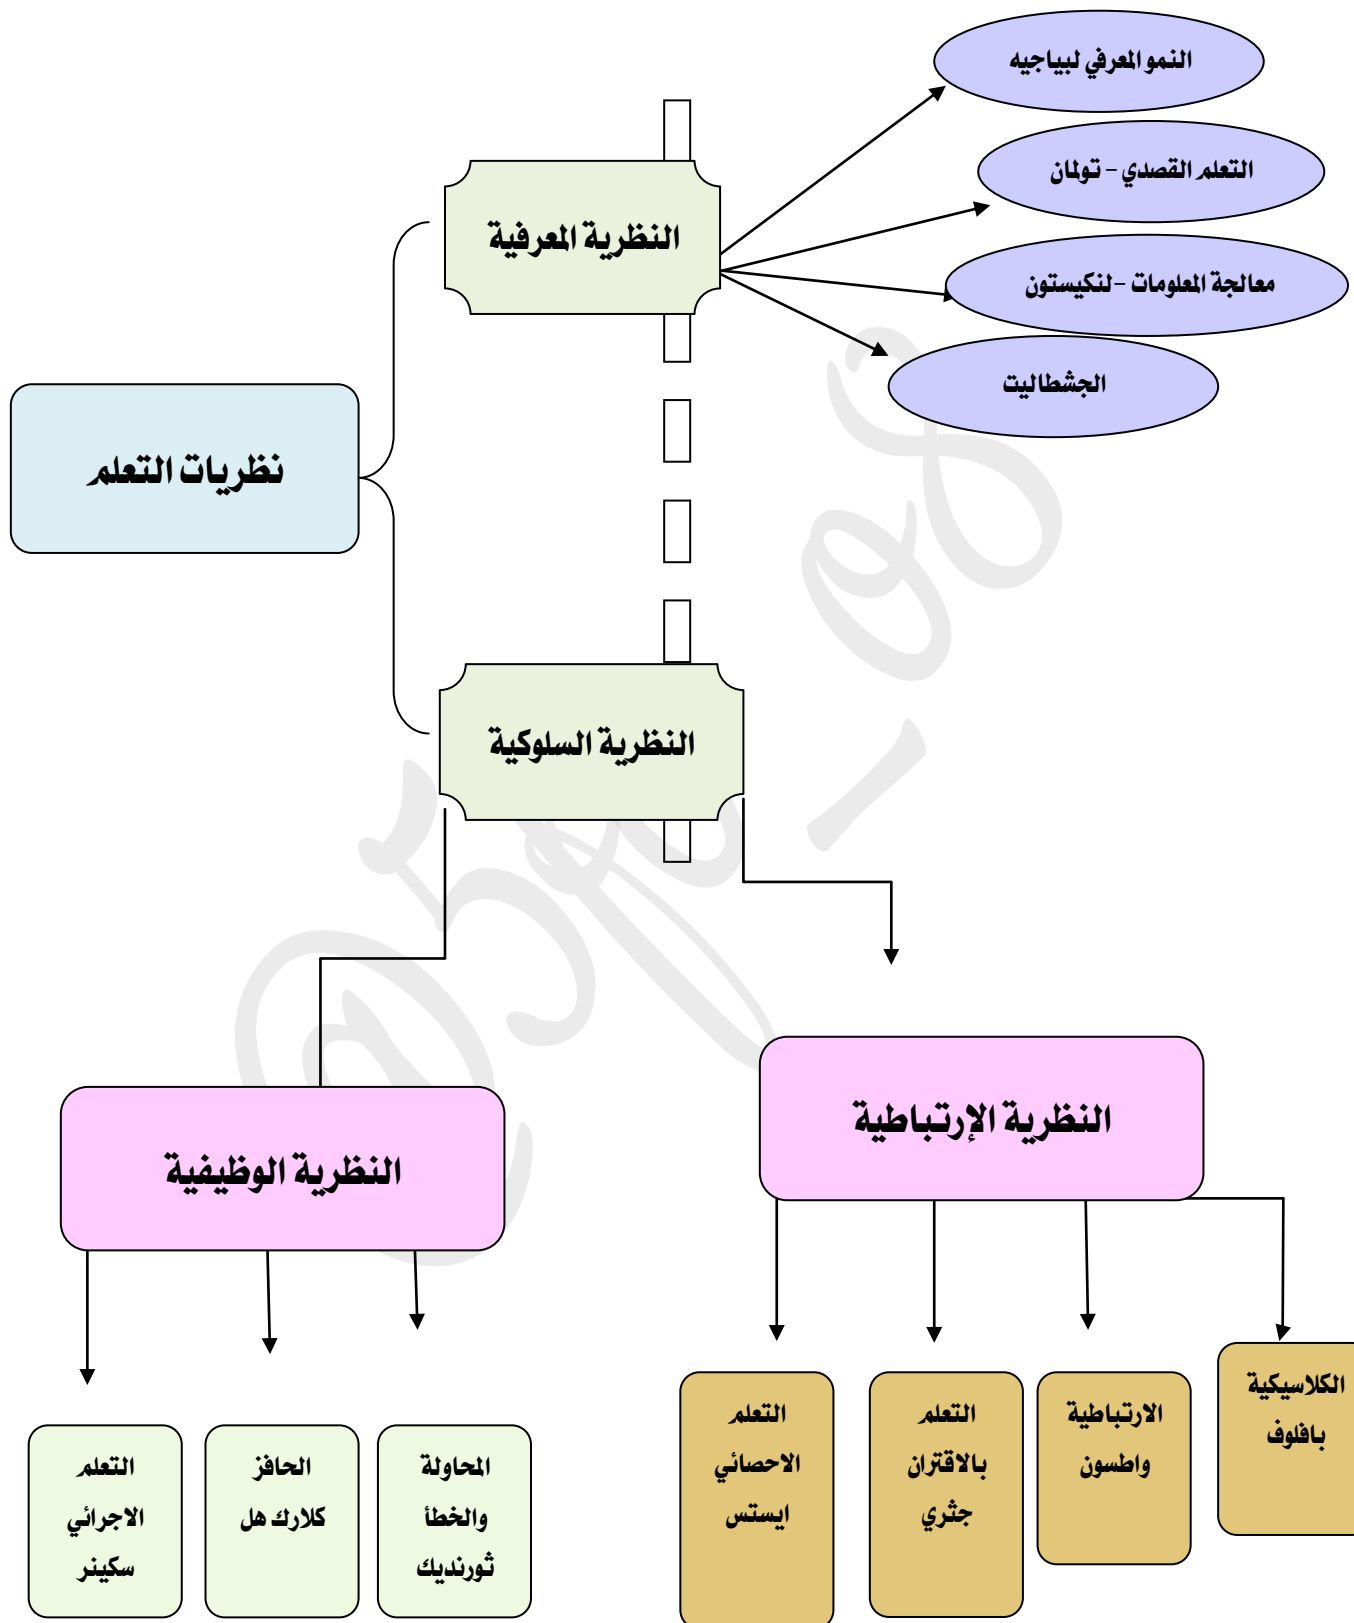 النمو المعرفي لبياجيه
التعلم القصدي - تولمان
معالجة المعلومات - لنكيستون
الجشطاليت
النظرية المعرفية
نظريات التعلم
النظرية السلوكية
النظرية الإرتباطية
النظرية الوظيفية
الكلاسيكية
بافلوف
الارتباطية
واطسون
التعلم
بالاقتران
جثري
التعلم
الاحصائي
ايستس
المحاولة
والخطأ
ثورنديك
الحافز
كلارك هل
التعلم
الاجرائي
سكينر